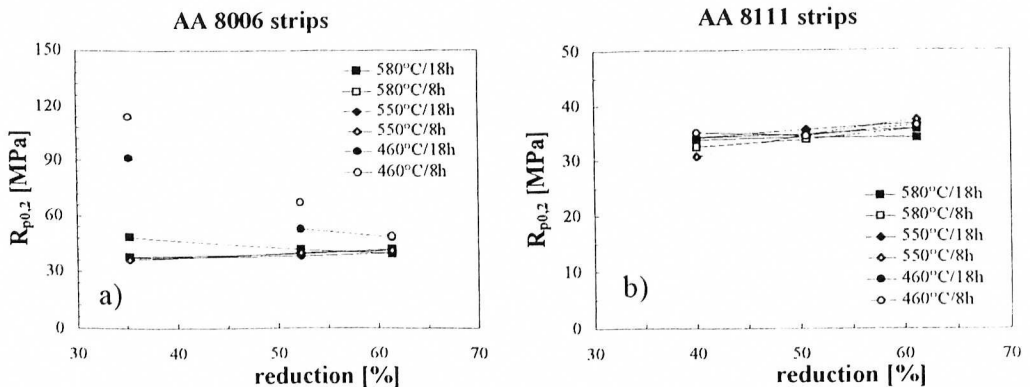 AA 8006 strips
150
120
90
60
30
0
30
40
50
60
70
R_p0,2 [MPa]
reduction [%]
580°C/18h
580°C/8h
550°C/18h
550°C/8h
460°C/18h
460°C/8h
a)
AA 8111 strips
50
40
30
20
10
0
30
40
50
60
70
R_p0,2 [MPa]
reduction [%]
580°C/18h
580°C/8h
550°C/18h
550°C/8h
460°C/18h
460°C/8h
b)